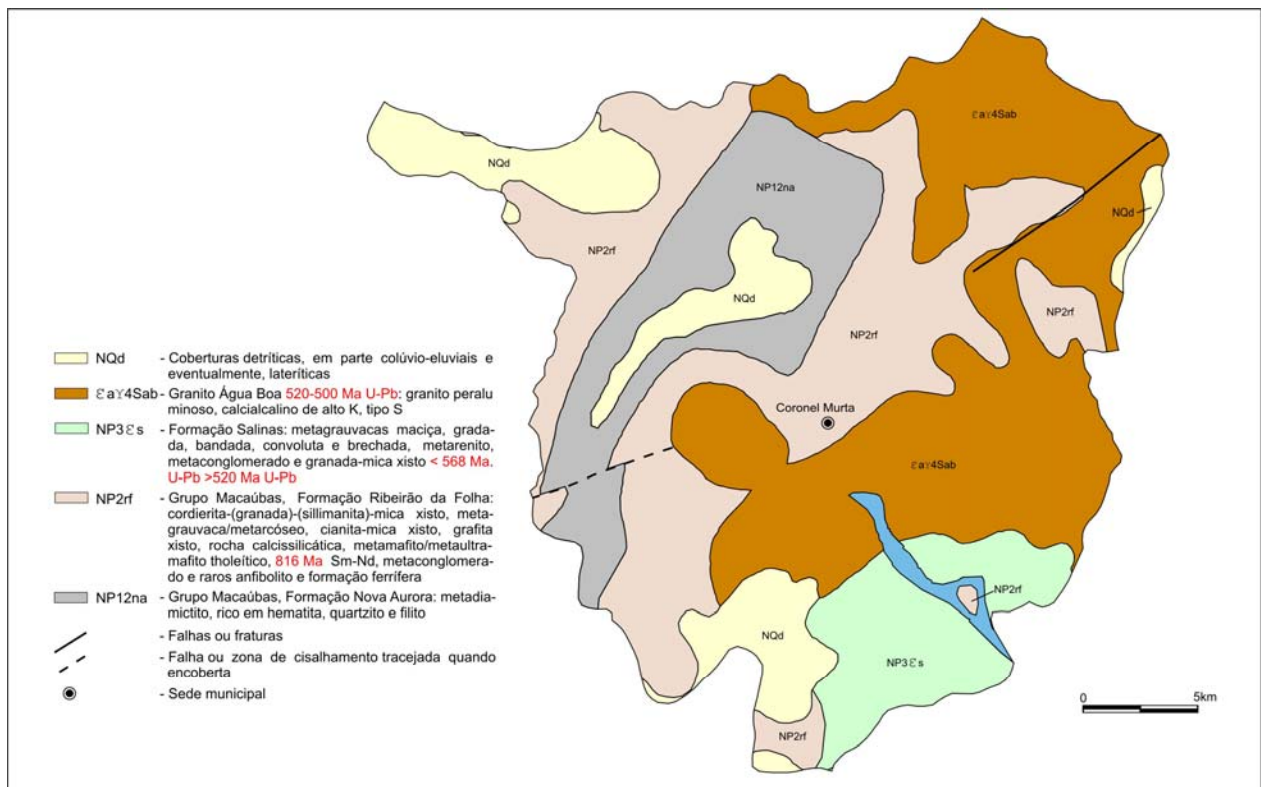 Ɛaϒ4Sab
NQd
NP12na
NQd
NP2rf
NQd
NP2rf
NP2rf
NQd - Coberturas detríticas, em parte colúvio-eluviais e
eventualmente, lateríticas
Ɛaϒ4Sab - Granito Água Boa 520-500 Ma U-Pb: granito peralu
minoso, calcialcalino de alto K, tipo S
Coronel Murta
NP3Ɛs - Formação Salinas: metagrauvacas maciça, grada-
da, bandada, convoluta e brechada, metarenito,
metaconglomerado e granada-mica xisto < 568 Ma.
U-Pb >520 Ma U-Pb
Ɛaϒ4Sab
NP2rf - Grupo Macaúbas, Formação Ribeirão da Folha:
cordierita-(granada)-(sillimanita)-mica xisto, meta-
grauvaca/metarcóseo, cianita-mica xisto, grafita
xisto, rocha calcissilicática, metamafito/metaultra-
mafito tholeítico, 816 Ma Sm-Nd, metaconglomera-
do e raros anfibolito e formação ferrífera
NP12na - Grupo Macaúbas, Formação Nova Aurora: metadia-
mictito, rico em hematita, quartzito e filito
NP2rf
- Falhas ou fraturas
NQd
- Falha ou zona de cisalhamento tracejada quando
encoberta
NP3Ɛs
- Sede municipal
0 5km
NP2rf